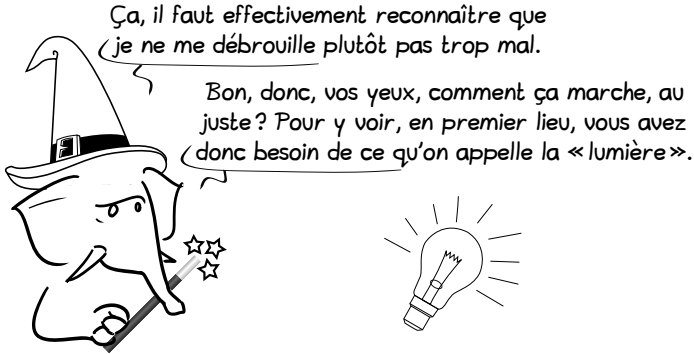 Ça, il faut effectivement reconnaître que
je ne me débrouille plutôt pas trop mal.
Bon, donc, vos yeux, comment ça marche, au
juste ? Pour y voir, en premier lieu, vous avez
donc besoin de ce qu’on appelle la « lumière ».